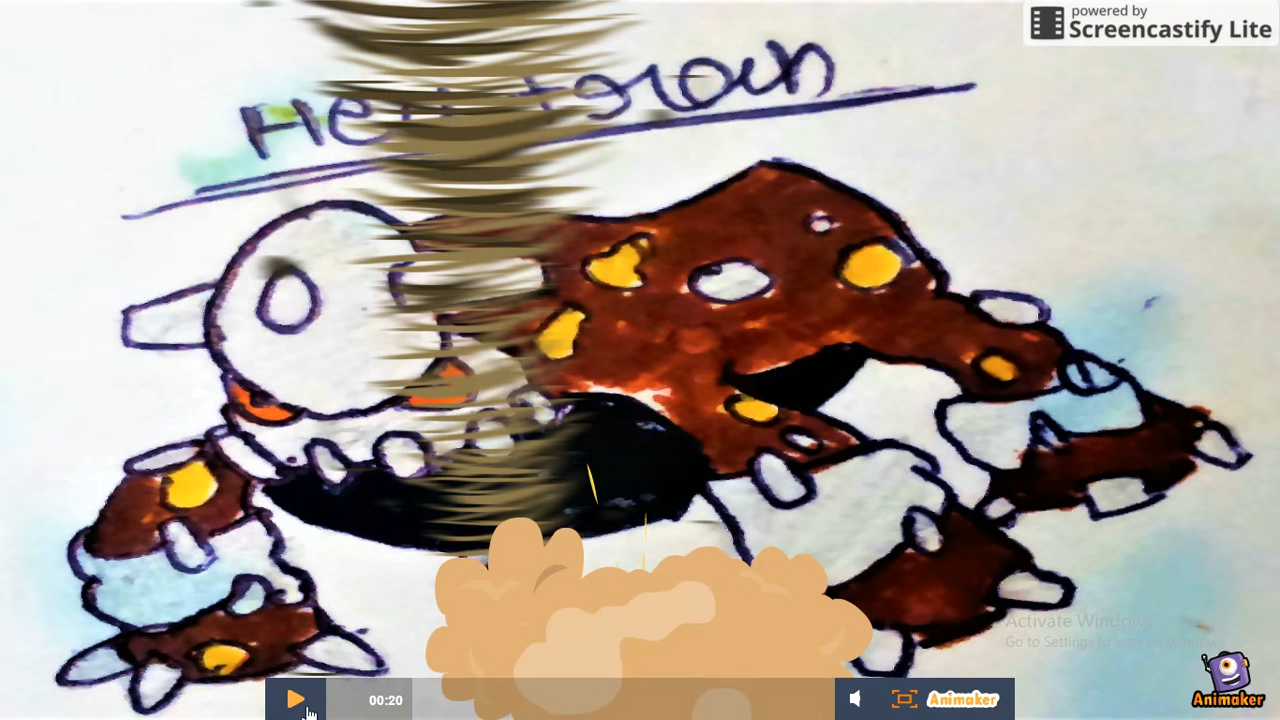 powered by
Screencastify Lite
Activate Windows
Go to Settings to activate Windows.
00:20
Animaker
Animaker